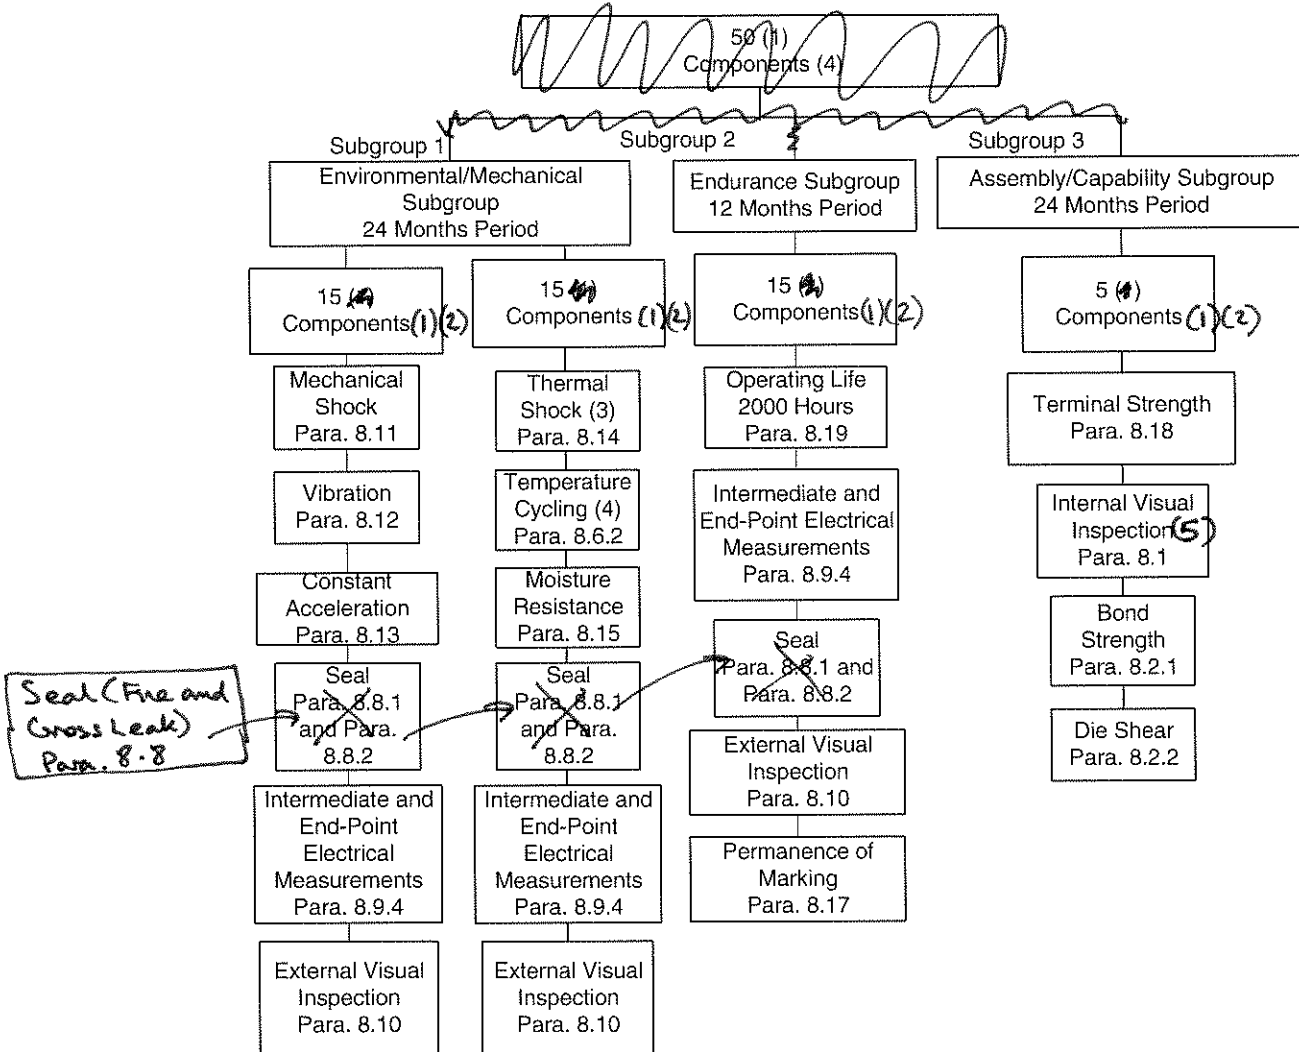 50 (1)
Components (4)
Subgroup 1
Subgroup 2
Subgroup 3
Environmental/Mechanical
Subgroup
24 Months Period
Endurance Subgroup
12 Months Period
Assembly/Capability Subgroup
24 Months Period
15
Components (1)(2)
15
Components (1)(2)
15
Components (1)(2)
5
Components (1)(2)
Mechanical
Shock
Para. 8.11
Vibration
Para. 8.12
Constant
Acceleration
Para. 8.13
Seal
Para. 8.8.1
and Para.
8.8.2
Seal (Fine and
Gross Leak)
Para. 8.8
Intermediate and
End-Point
Electrical
Measurements
Para. 8.9.4
External Visual
Inspection
Para. 8.10
Thermal
Shock (3)
Para. 8.14
Temperature
Cycling (4)
Para. 8.6.2
Moisture
Resistance
Para. 8.15
Seal
Para. 8.8.1
and Para.
8.8.2
Intermediate and
End-Point
Electrical
Measurements
Para. 8.9.4
External Visual
Inspection
Para. 8.10
Operating Life
2000 Hours
Para. 8.19
Intermediate and
End-Point Electrical
Measurements
Para. 8.9.4
Seal
Para. 8.8.1 and
Para. 8.8.2
External Visual
Inspection
Para. 8.10
Permanence of
Marking
Para. 8.17
Terminal Strength
Para. 8.18
Internal Visual
Inspection (5)
Para. 8.1
Bond
Strength
Para. 8.2.1
Die Shear
Para. 8.2.2